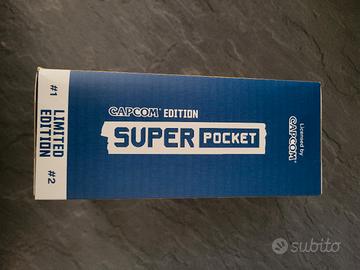 CAPCOM EDITION
SUPER POCKET
#1 LIMITED EDITION #2
Licensed by
CAPCOM
subito